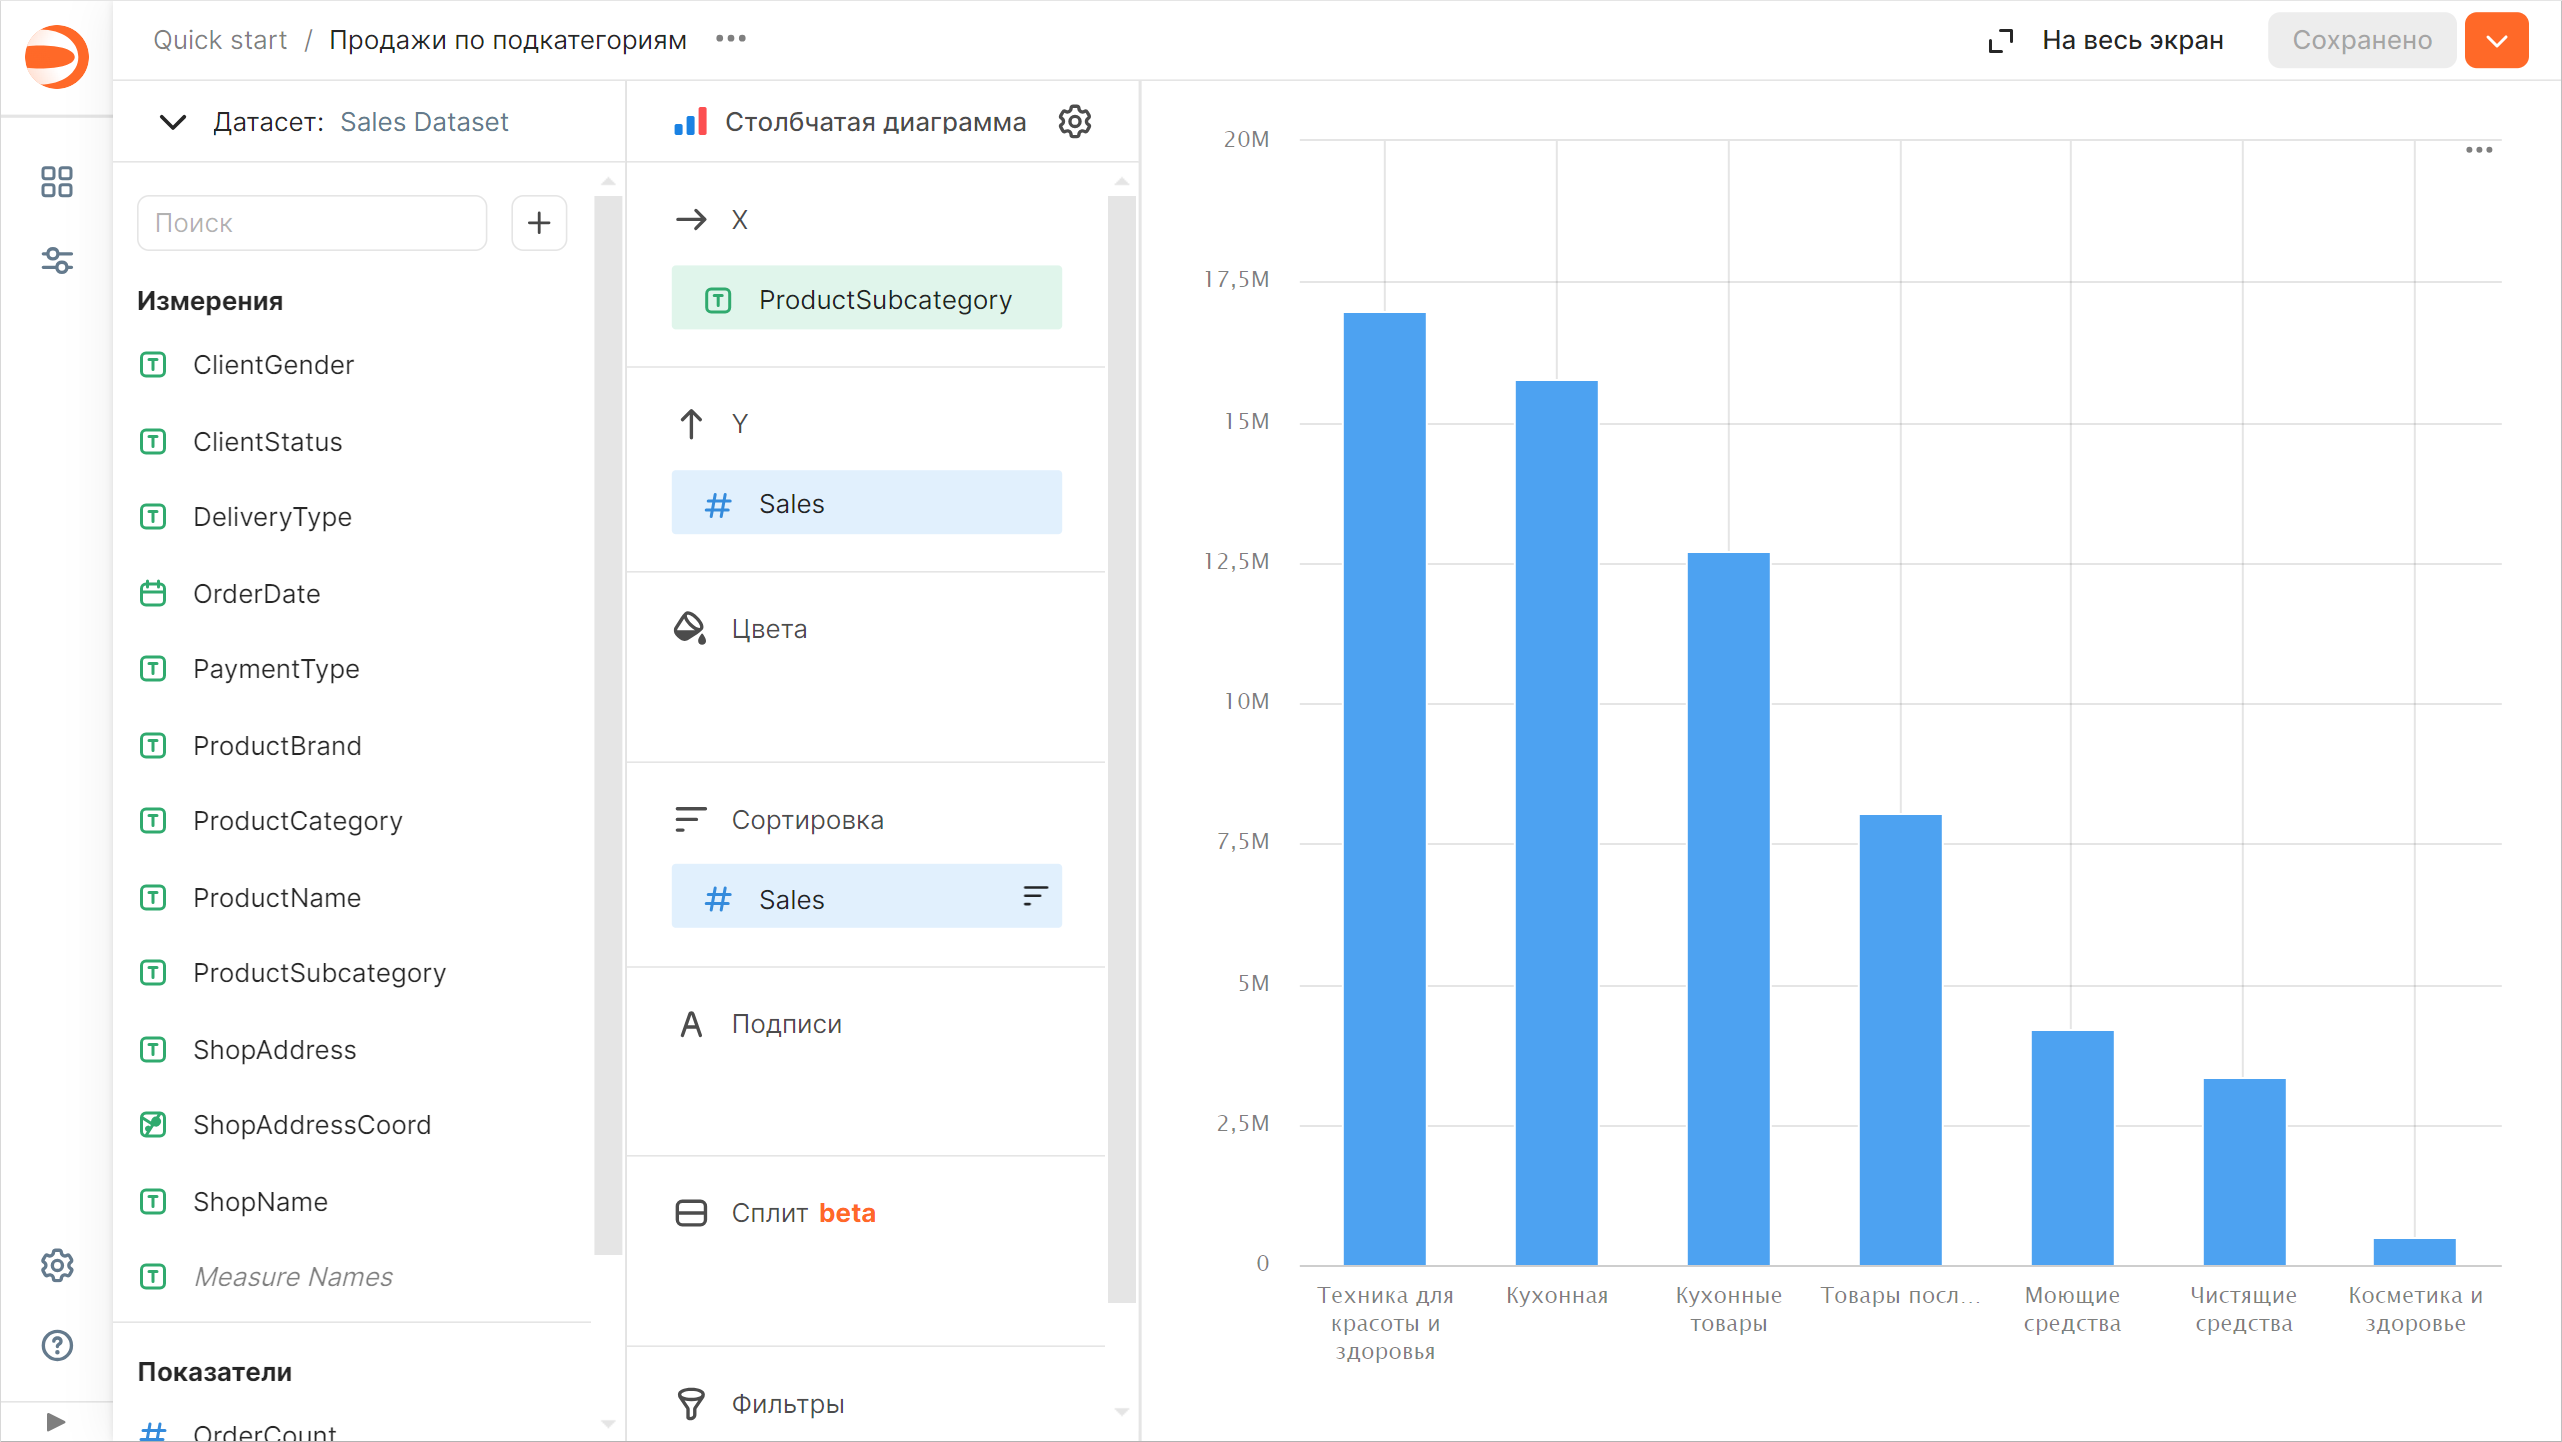 Quick start / Продажи по подкатегориям
На весь экран
Сохранено
Датасет: Sales Dataset
Поиск
Измерения
ClientGender
ClientStatus
DeliveryType
OrderDate
PaymentType
ProductBrand
ProductCategory
ProductName
ProductSubcategory
ShopAddress
ShopAddressCoord
ShopName
Measure Names
Показатели
OrderCount
Столбчатая диаграмма
X
ProductSubcategory
Y
Sales
Цвета
Сортировка
Sales
Подписи
Сплит beta
Фильтры
20M
17,5M
15M
12,5M
10M
7,5M
5M
2,5M
0
Техника для
красоты и
здоровья
Кухонная
Кухонные
товары
Товары посл...
Моющие
средства
Чистящие
средства
Косметика и
здоровье